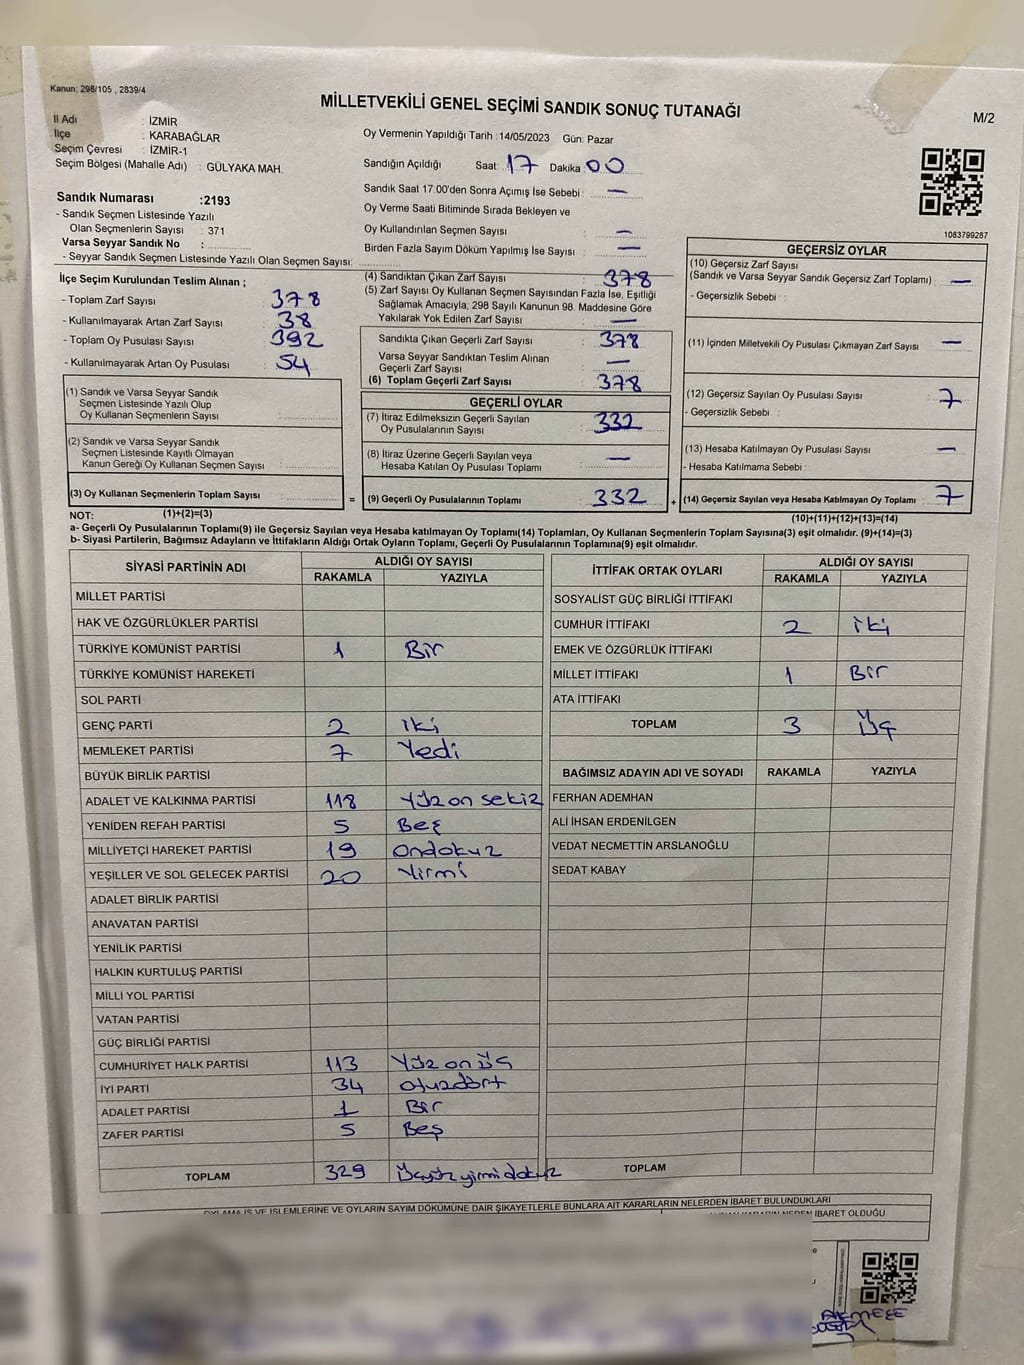 Kanun; 298/105 , 2839/4
MİLLETVEKİLİ GENEL SEÇİMİ SANDIK SONUÇ TUTANAĞI
M/2
İl Adı : İZMİR
İlçe : KARABAĞLAR
Seçim Çevresi : İZMİR-1
Seçim Bölgesi (Mahalle Adı) : GÜLYAKA MAH.
Oy Vermenin Yapıldığı Tarih :14/05/2023 Gün: Pazar
Sandığın Açıldığı Saat: 17 Dakika: 00
Sandık Saat 17:00'den Sonra Açımış İse Sebebi : —
Oy Verme Saati Bitiminde Sırada Bekleyen ve
Oy Kullandırılan Seçmen Sayısı : —
Birden Fazla Sayım Döküm Yapılmış İse Sayısı : —
1083799287
Sandık Numarası :2193
- Sandık Seçmen Listesinde Yazılı
Olan Seçmenlerin Sayısı : 371
Varsa Seyyar Sandık No :
- Seyyar Sandık Seçmen Listesinde Yazılı Olan Seçmen Sayısı:
İlçe Seçim Kurulundan Teslim Alınan ;
- Toplam Zarf Sayısı : 378
- Kullanılmayarak Artan Zarf Sayısı : 38
- Toplam Oy Pusulası Sayısı : 392
- Kullanılmayarak Artan Oy Pusulası : 54
(1) Sandık ve Varsa Seyyar Sandık
Seçmen Listesinde Yazılı Olup
Oy Kullanan Seçmenlerin Sayısı :
(2) Sandık ve Varsa Seyyar Sandık
Seçmen Listesinde Kayıtlı Olmayan
Kanun Gereği Oy Kullanan Seçmen Sayısı :
(3) Oy Kullanan Seçmenlerin Toplam Sayısı :
(1)+(2)=(3)
(4) Sandıktan Çıkan Zarf Sayısı : 378
(5) Zarf Sayısı Oy Kullanan Seçmen Sayısından Fazla İse, Eşitliği
Sağlamak Amacıyla, 298 Sayılı Kanunun 98. Maddesine Göre
Yakılarak Yok Edilen Zarf Sayısı : —
Sandıkla Çıkan Geçerli Zarf Sayısı : 378
Varsa Seyyar Sandıktan Teslim Alınan
Geçerli Zarf Sayısı : —
(6) Toplam Geçerli Zarf Sayısı : 378
GEÇERLİ OYLAR
(7) İtiraz Edilmeksizin Geçerli Sayılan
Oy Pusulalarının Sayısı : 332
(8) İtiraz Üzerine Geçerli Sayılan veya
Hesaba Katılan Oy Pusulası Toplamı : —
= (9) Geçerli Oy Pusulalarının Toplamı : 332
GEÇERSİZ OYLAR
(10) Geçersiz Zarf Sayısı
(Sandık ve Varsa Seyyar Sandık Geçersiz Zarf Toplamı) : —
- Geçersizlik Sebebi :
(11) İçinden Milletvekili Oy Pusulası Çıkmayan Zarf Sayısı : —
(12) Geçersiz Sayılan Oy Pusulası Sayısı : 7
- Geçersizlik Sebebi :
(13) Hesaba Katılmayan Oy Pusulası Sayısı : —
- Hesaba Katılmama Sebebi :
+ (14) Geçersiz Sayılan veya Hesaba Katılmayan Oy Toplamı : 7
(10)+(11)+(12)+(13)=(14)
NOT:
a- Geçerli Oy Pusulalarının Toplamı(9) ile Geçersiz Sayılan veya Hesaba katılmayan Oy Toplamı(14) Toplamları, Oy Kullanan Seçmenlerin Toplam Sayısına(3) eşit olmalıdır. (9)+(14)=(3)
b- Siyasi Partilerin, Bağımsız Adayların ve İttifakların Aldığı Ortak Oyların Toplamı, Geçerli Oy Pusulalarının Toplamına(9) eşit olmalıdır.
SİYASİ PARTİNİN ADI ALDIĞI OY SAYISI
RAKAMLA YAZIYLA
MİLLET PARTİSİ
HAK VE ÖZGÜRLÜKLER PARTİSİ
TÜRKİYE KOMÜNİST PARTİSİ 1 Bir
TÜRKİYE KOMÜNİST HAREKETİ
SOL PARTİ
GENÇ PARTİ 2 iki
MEMLEKET PARTİSİ 7 Yedi
BÜYÜK BİRLİK PARTİSİ
ADALET VE KALKINMA PARTİSİ 118 Yüz on sekiz
YENİDEN REFAH PARTİSİ 5 Beş
MİLLİYETÇİ HAREKET PARTİSİ 19 ondokuz
YEŞİLLER VE SOL GELECEK PARTİSİ 20 Yirmi
ADALET BİRLİK PARTİSİ
ANAVATAN PARTİSİ
YENİLİK PARTİSİ
HALKIN KURTULUŞ PARTİSİ
MİLLİ YOL PARTİSİ
VATAN PARTİSİ
GÜÇ BİRLİĞİ PARTİSİ
CUMHURİYET HALK PARTİSİ 113 Yüz on üç
İYİ PARTİ 34 otuzdört
ADALET PARTİSİ 1 Bir
ZAFER PARTİSİ 5 Beş
TOPLAM 329 Üçyüzyirmidokuz
İTTİFAK ORTAK OYLARI ALDIĞI OY SAYISI
RAKAMLA YAZIYLA
SOSYALİST GÜÇ BİRLİĞİ İTTİFAKI
CUMHUR İTTİFAKI 2 iki
EMEK VE ÖZGÜRLÜK İTTİFAKI
MİLLET İTTİFAKI 1 Bir
ATA İTTİFAKI
TOPLAM 3 Üç
BAĞIMSIZ ADAYIN ADI VE SOYADI RAKAMLA YAZIYLA
FERHAN ADEMHAN
ALİ İHSAN ERDENİLGEN
VEDAT NECMETTİN ARSLANOĞLU
SEDAT KABAY
TOPLAM
OYLAMA İŞ VE İŞLEMLERİNE VE OYLARIN SAYIM DÖKÜMÜNE DAİR ŞİKAYETLERLE BUNLARA AİT KARARLARIN NELERDEN İBARET BULUNDUKLARI
KARARIN NEDEN İBARET OLDUĞU